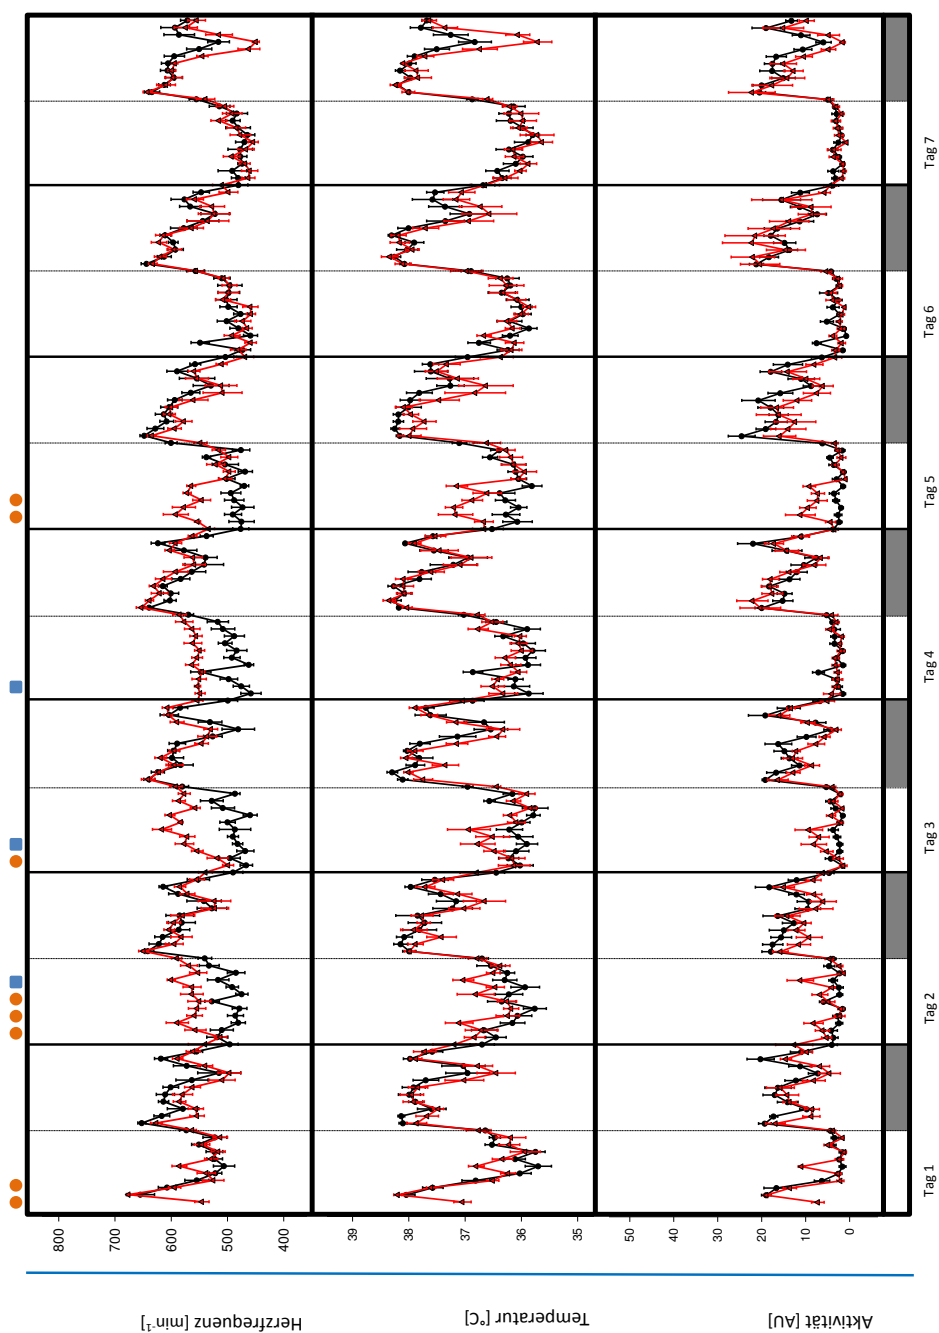 Herzfrequenz [min⁻¹]
800
700
600
500
400
Temperatur [°C]
39
38
37
36
35
Aktivität [AU]
50
40
30
20
10
0
Tag 1
Tag 2
Tag 3
Tag 4
Tag 5
Tag 6
Tag 7